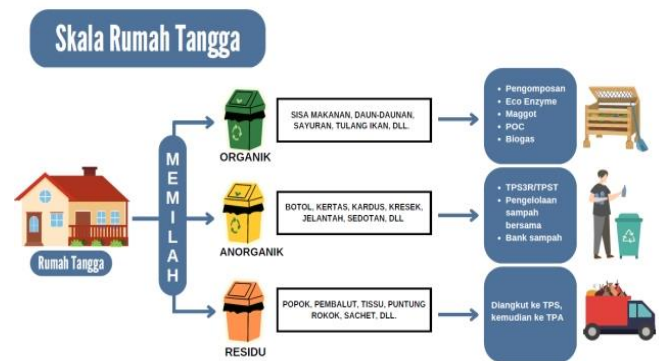 Skala Rumah Tangga
Rumah Tangga
MEMILAH
ORGANIK
SISA MAKANAN, DAUN-DAUNAN,
SAYURAN, TULANG IKAN, DLL.
• Pengomposan
• Eco Enzyme
• Maggot
• POC
• Biogas
ANORGANIK
BOTOL, KERTAS, KARDUS, KRESEK,
JELANTAH, SEDOTAN, DLL
• TPS3R/TPST
• Pengelolaan
sampah
bersama
• Bank sampah
RESIDU
POPOK, PEMBALUT, TISSU, PUNTUNG
ROKOK, SACHET, DLL.
Diangkut ke TPS,
kemudian ke TPA